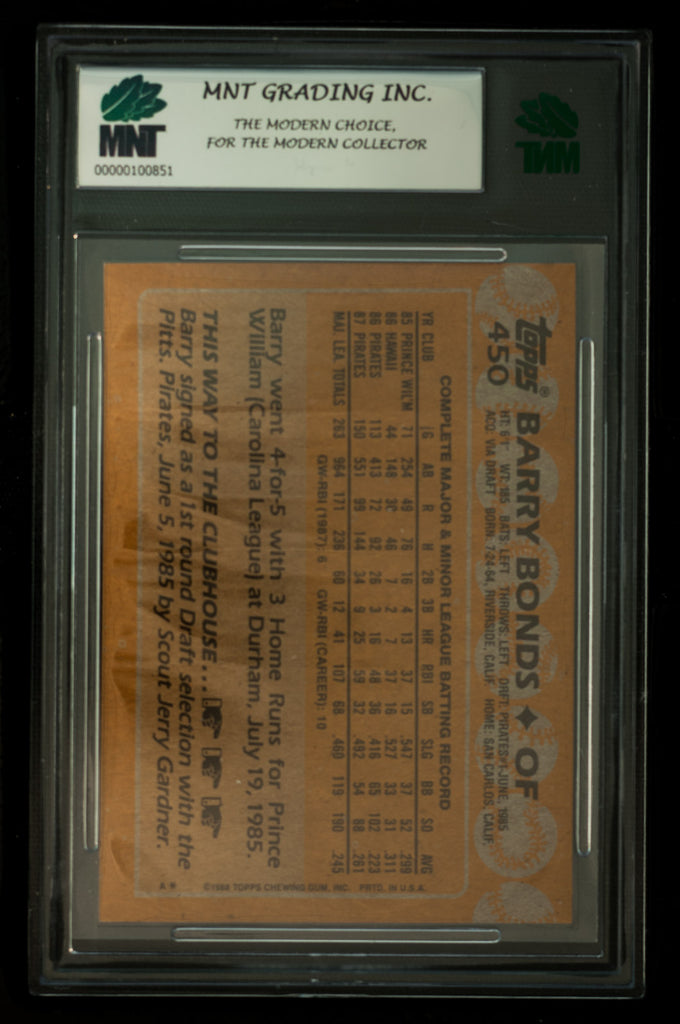 MNT GRADING INC.
THE MODERN CHOICE,
FOR THE MODERN COLLECTOR
MNT
00000100851
MNT
topps®
450
BARRY BONDS ✦ OF
HT: 6'1" WT: 185 BATS: LEFT THROWS: LEFT DRFT: PIRATES #1-JUNE, 1985
ACQ: VIA DRAFT BORN: 7-24-64, RIVERSIDE, CALIF. HOME: SAN CARLOS, CALIF.
COMPLETE MAJOR & MINOR LEAGUE BATTING RECORD
YR CLUB G AB R H 2B 3B HR RBI SB SLG BB SO AVG
85 PRINCE WIL'M 71 254 49 76 16 4 13 37 15 .547 37 52 .299
86 HAWAII 44 148 30 46 7 2 7 37 16 .527 33 31 .311
86 PIRATES 113 413 72 92 26 3 16 48 36 .416 65 102 .223
87 PIRATES 150 551 99 144 34 9 25 59 32 .492 54 88 .261
MAJ. LEA. TOTALS 263 964 171 236 60 12 41 107 68 .460 119 190 .245
GW-RBI (1987): 6 GW-RBI (CAREER): 10
Barry went 4-for-5 with 3 Home Runs for Prince
William (Carolina League) at Durham, July 19, 1985.
THIS WAY TO THE CLUBHOUSE...
Barry signed as a 1st round Draft selection with the
Pitts. Pirates, June 5, 1985 by Scout Jerry Gardner.
©1988 TOPPS CHEWING GUM, INC. PRTD. IN U.S.A.
A*